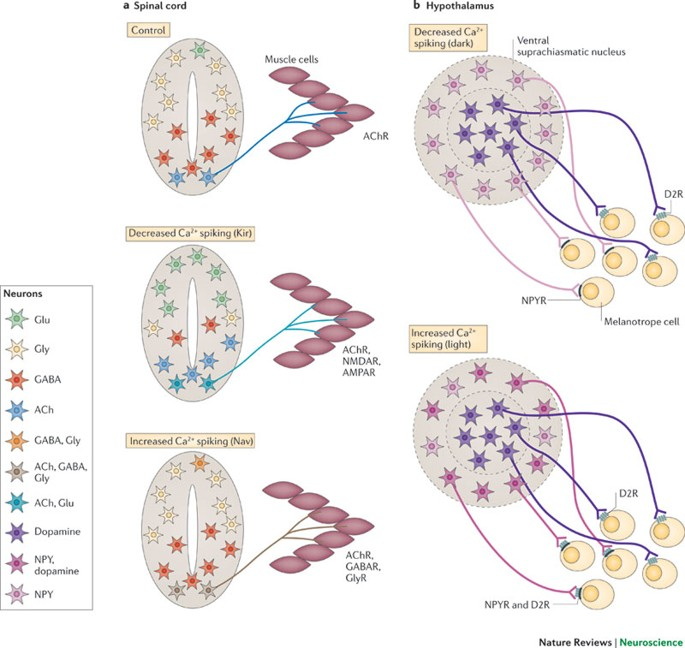 a Spinal cord
Control
Muscle cells
AChR
Decreased Ca²⁺ spiking (Kir)
AChR,
NMDAR,
AMPAR
Increased Ca²⁺ spiking (Nav)
AChR,
GABAR,
GlyR
Neurons
Glu
Gly
GABA
ACh
GABA, Gly
ACh, GABA,
Gly
ACh, Glu
Dopamine
NPY,
dopamine
NPY
b Hypothalamus
Decreased Ca²⁺
spiking (dark)
Ventral
suprachiasmatic nucleus
D2R
NPYR
Melanotrope cell
Increased Ca²⁺
spiking (light)
D2R
NPYR and D2R
Nature Reviews | Neuroscience